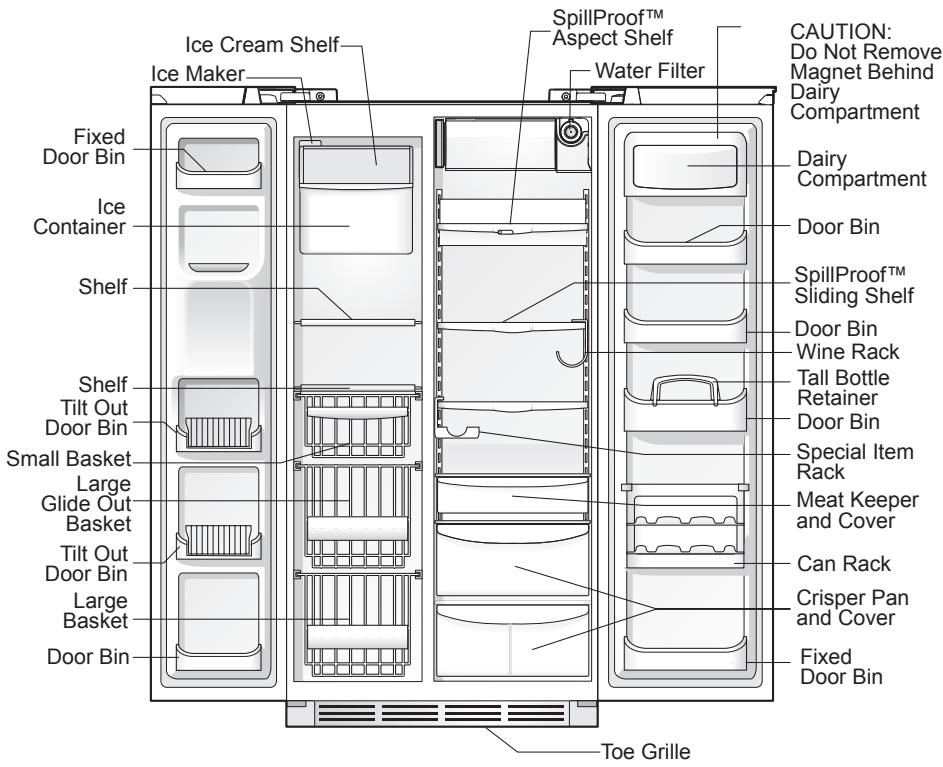 SpillProof™
Aspect Shelf
Ice Cream Shelf
Ice Maker
Water Filter
CAUTION:
Do Not Remove
Magnet Behind
Dairy
Compartment
Fixed
Door Bin
Ice
Container
Shelf
Shelf
Tilt Out
Door Bin
Small Basket
Large
Glide Out
Basket
Tilt Out
Door Bin
Large
Basket
Door Bin
Dairy
Compartment
Door Bin
SpillProof™
Sliding Shelf
Door Bin
Wine Rack
Tall Bottle
Retainer
Door Bin
Special Item
Rack
Meat Keeper
and Cover
Can Rack
Crisper Pan
and Cover
Fixed
Door Bin
Toe Grille